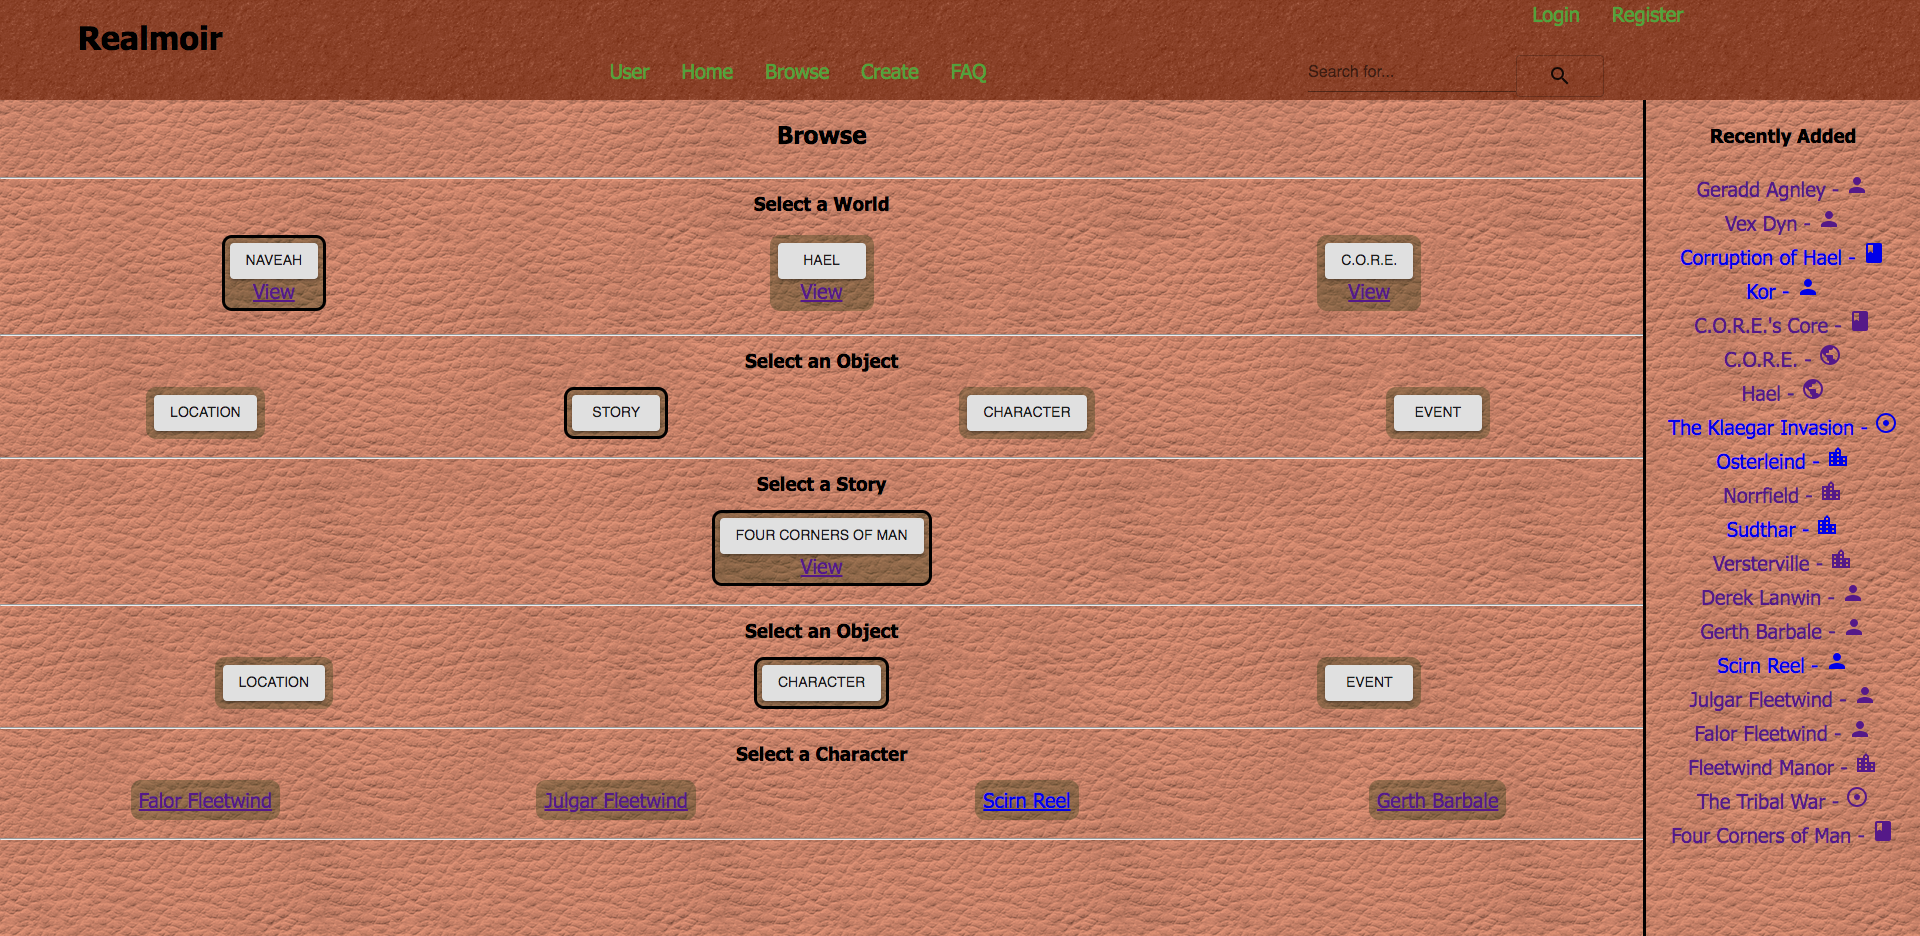 Realmoir
Login Register
User Home Browse Create FAQ
Search for...
Browse
Select a World
NAVEAH HAEL C.O.R.E.
View View View
Select an Object
LOCATION STORY CHARACTER EVENT
Select a Story
FOUR CORNERS OF MAN
View
Select an Object
LOCATION CHARACTER EVENT
Select a Character
Falor Fleetwind Julgar Fleetwind Scirn Reel Gerth Barbale
Recently Added
Geradd Agnley -
Vex Dyn -
Corruption of Hael -
Kor -
C.O.R.E.'s Core -
C.O.R.E. -
Hael -
The Klaegar Invasion -
Osterleind -
Norrfield -
Sudthar -
Versterville -
Derek Lanwin -
Gerth Barbale -
Scirn Reel -
Julgar Fleetwind -
Falor Fleetwind -
Fleetwind Manor -
The Tribal War -
Four Corners of Man -